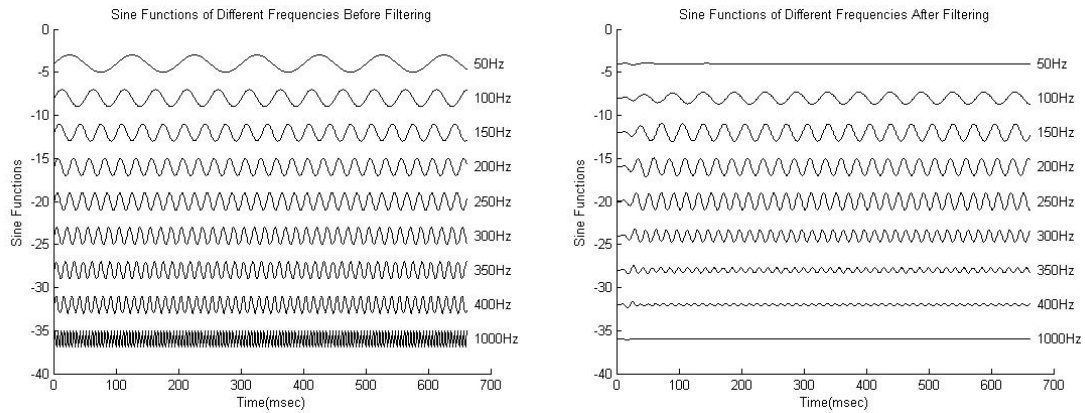 Sine Functions of Different Frequencies Before Filtering
0
-5
-10
-15
-20
-25
-30
-35
-40
Sine Functions
50Hz
100Hz
150Hz
200Hz
250Hz
300Hz
350Hz
400Hz
1000Hz
0 100 200 300 400 500 600 700
Time(msec)
Sine Functions of Different Frequencies After Filtering
0
-5
-10
-15
-20
-25
-30
-35
-40
Sine Functions
50Hz
100Hz
150Hz
200Hz
250Hz
300Hz
350Hz
400Hz
1000Hz
0 100 200 300 400 500 600 700
Time(msec)